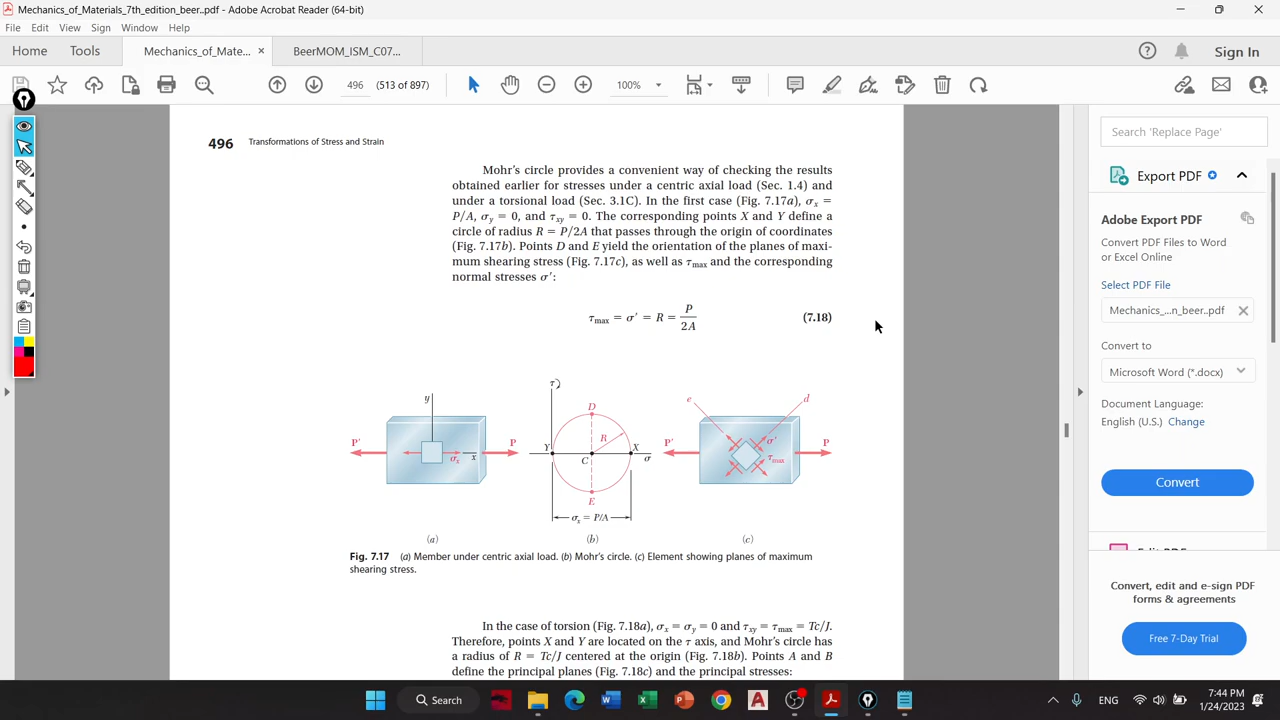 Mechanics_of_Materials_7th_edition_beer..pdf - Adobe Acrobat Reader (64-bit)
File Edit View Sign Window Help
Home Tools Mechanics_of_Mate... × BeerMOM_ISM_C07... Sign In
496 (513 of 897) 100%
Search 'Replace Page'
Export PDF
Adobe Export PDF
Convert PDF Files to Word
or Excel Online
Select PDF File
Mechanics_...n_beer..pdf
Convert to
Microsoft Word (*.docx)
Document Language:
English (U.S.) Change
Convert
Convert, edit and e-sign PDF
forms & agreements
Free 7-Day Trial
496 Transformations of Stress and Strain
Mohr's circle provides a convenient way of checking the results
obtained earlier for stresses under a centric axial load (Sec. 1.4) and
under a torsional load (Sec. 3.1C). In the first case (Fig. 7.17a), σx =
P/A, σy = 0, and τxy = 0. The corresponding points X and Y define a
circle of radius R = P/2A that passes through the origin of coordinates
(Fig. 7.17b). Points D and E yield the orientation of the planes of maxi-
mum shearing stress (Fig. 7.17c), as well as τmax and the corresponding
normal stresses σ′:
τmax = σ′ = R = P/2A (7.18)
y
P′ P
σx x
(a)
τ
D
R
Y X
C σ
E
σx = P/A
(b)
e d
P′ σ′ P
τmax
(c)
Fig. 7.17 (a) Member under centric axial load. (b) Mohr's circle. (c) Element showing planes of maximum
shearing stress.
In the case of torsion (Fig. 7.18a), σx = σy = 0 and τxy = τmax = Tc/J.
Therefore, points X and Y are located on the τ axis, and Mohr's circle has
a radius of R = Tc/J centered at the origin (Fig. 7.18b). Points A and B
define the principal planes (Fig. 7.18c) and the principal stresses:
Search
ENG
7:44 PM
1/24/2023